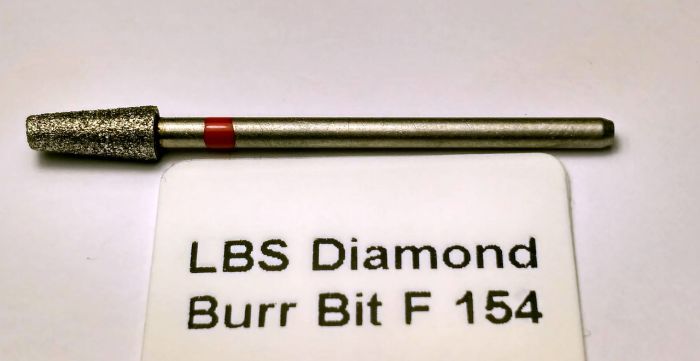 LBS Diamond
Burr Bit F 154